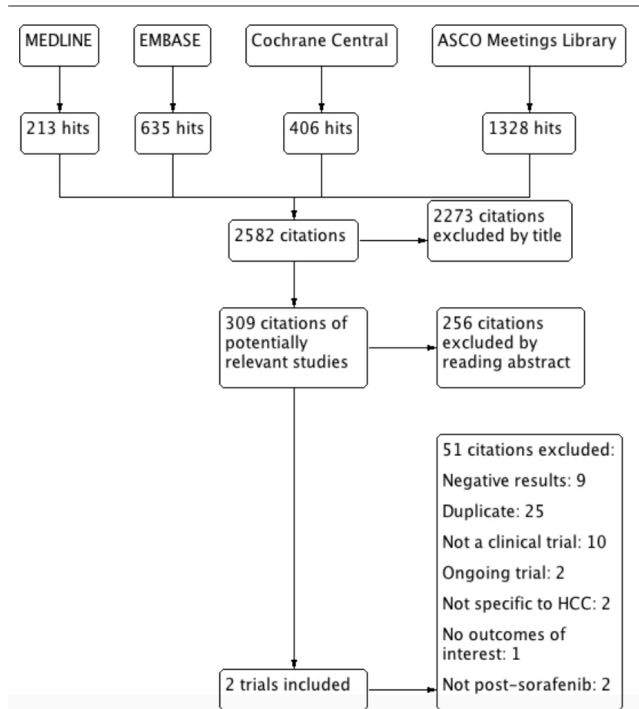 MEDLINE
EMBASE
Cochrane Central
ASCO Meetings Library
213 hits
635 hits
406 hits
1328 hits
2582 citations
2273 citations
excluded by title
309 citations of
potentially
relevant studies
256 citations
excluded by
reading abstract
51 citations excluded:
Negative results: 9
Duplicate: 25
Not a clinical trial: 10
Ongoing trial: 2
Not specific to HCC: 2
No outcomes of
interest: 1
Not post-sorafenib: 2
2 trials included